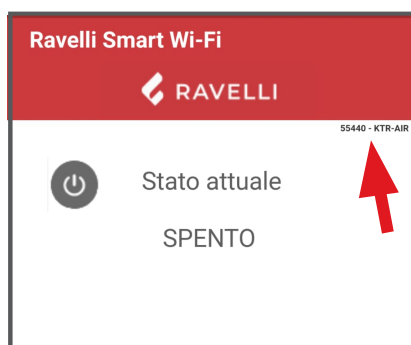 Ravelli Smart Wi-Fi
RAVELLI
55440 - KTR-AIR
Stato attuale
SPENTO